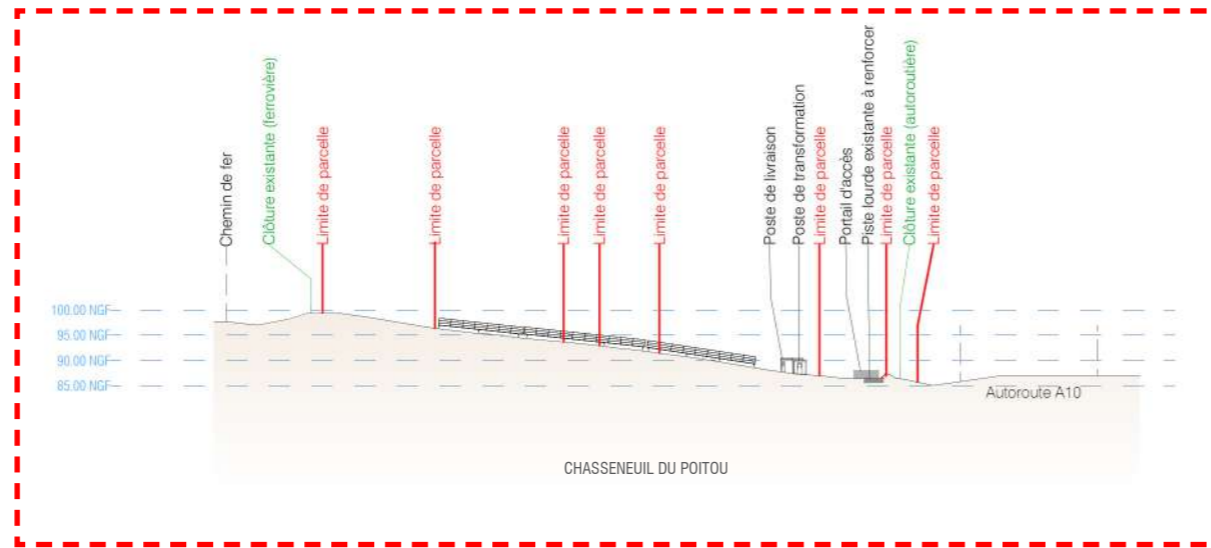 Chemin de fer
Clôture existante (ferrovière)
Limite de parcelle
Limite de parcelle
Limite de parcelle
Limite de parcelle
Limite de parcelle
Poste de livraison
Poste de transformation
Limite de parcelle
Portail d'accès
Piste lourde existante à renforcer
Limite de parcelle
Clôture existante (autoroutière)
Limite de parcelle
100.00 NGF
95.00 NGF
90.00 NGF
85.00 NGF
Autoroute A10
CHASSENEUIL DU POITOU